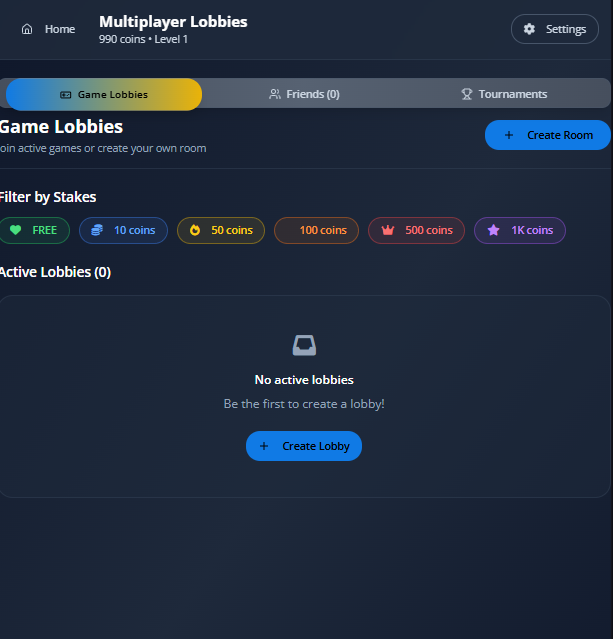 Home
Multiplayer Lobbies
990 coins • Level 1
Settings
Game Lobbies
Friends (0)
Tournaments
Game Lobbies
oin active games or create your own room
+ Create Room
Filter by Stakes
FREE
10 coins
50 coins
100 coins
500 coins
1K coins
Active Lobbies (0)
No active lobbies
Be the first to create a lobby!
+ Create Lobby